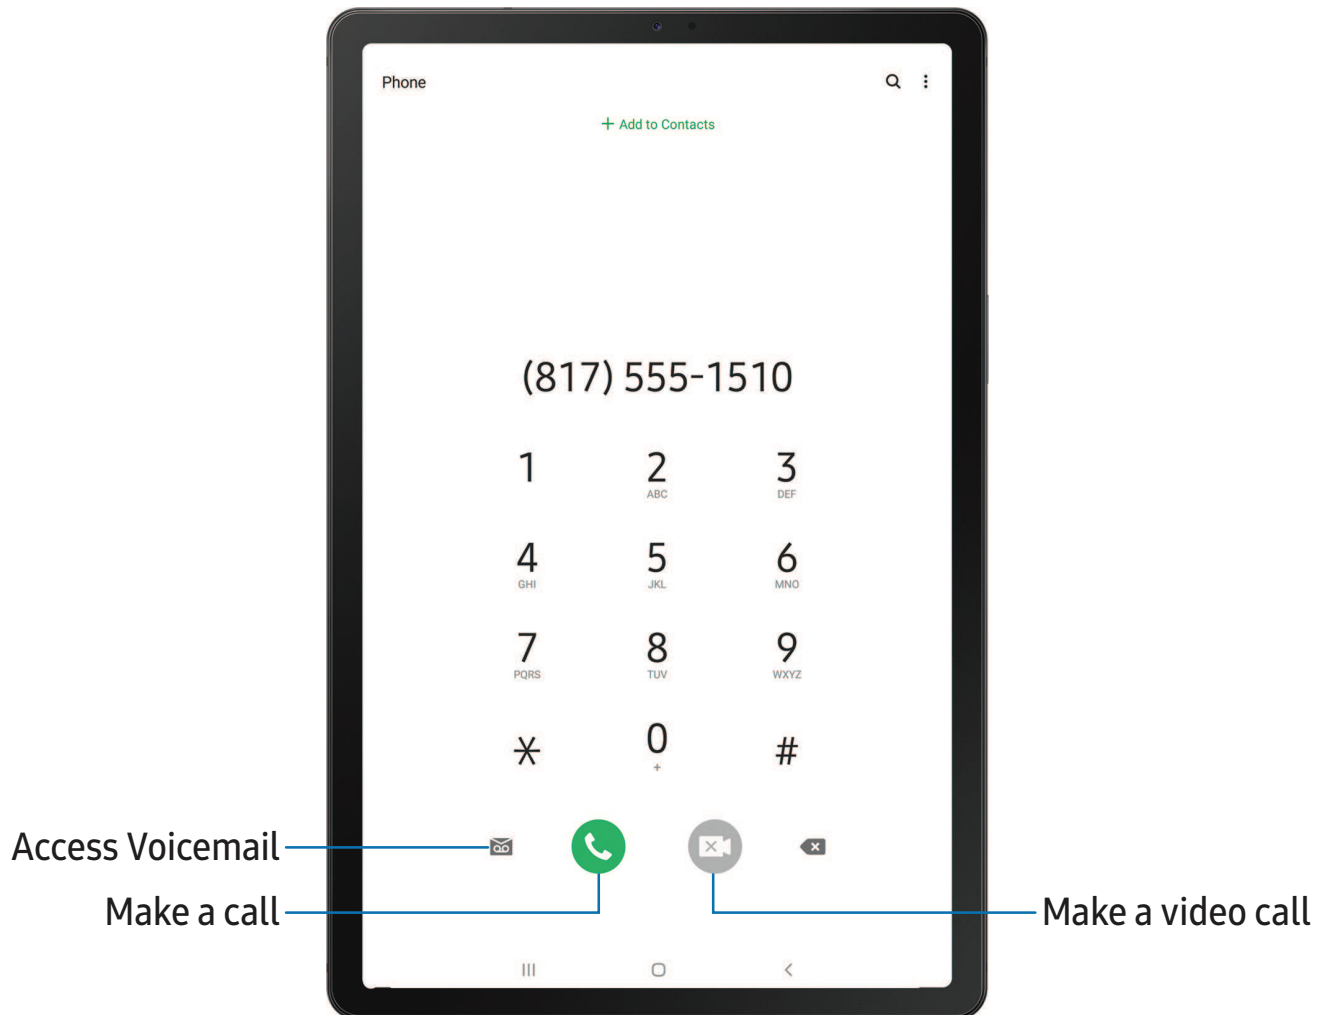 Phone
+ Add to Contacts
(817) 555-1510
1 2 3
ABC DEF
4 5 6
GHI JKL MNO
7 8 9
PQRS TUV WXYZ
* 0 #
+
Access Voicemail
Make a call
Make a video call